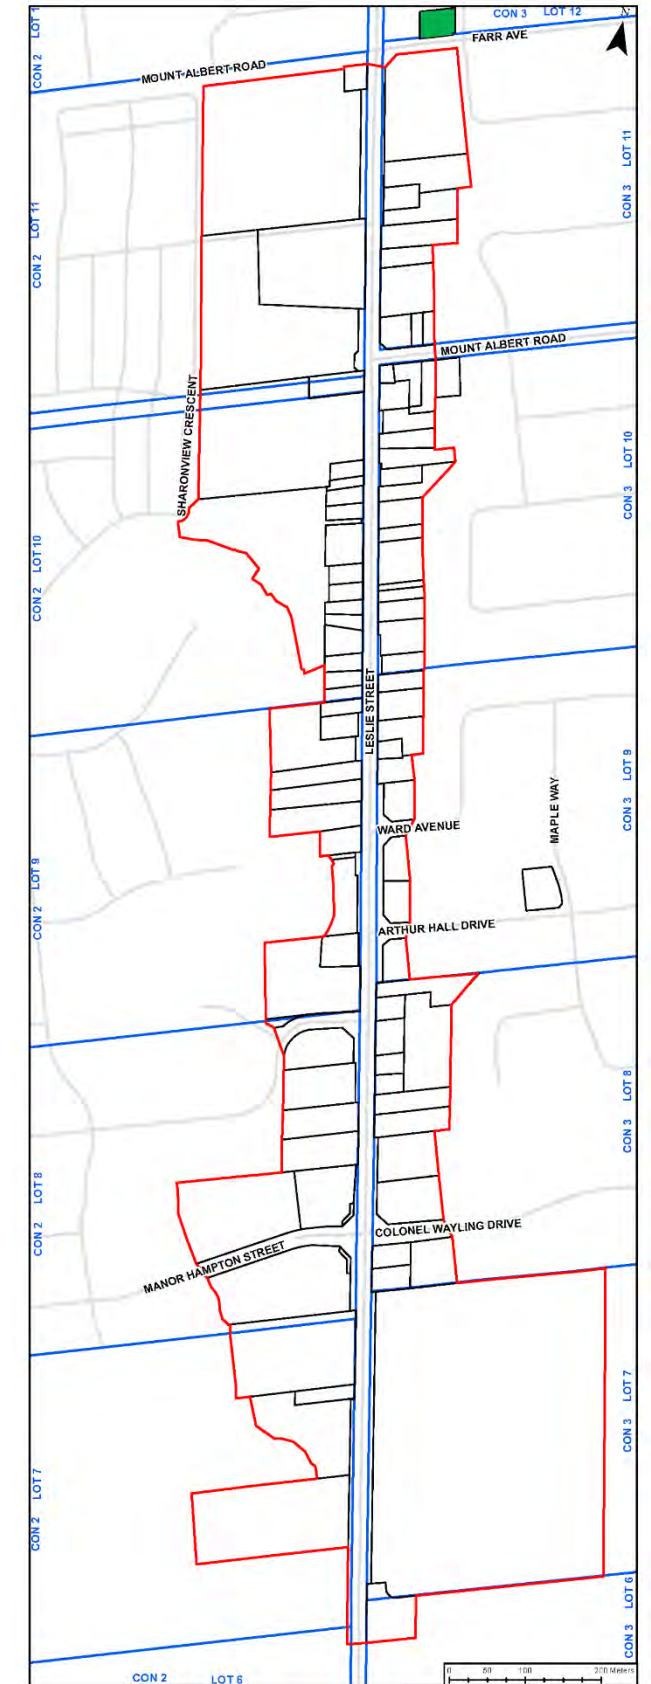 CON 3 LOT 12
N
FARR AVE
CON 2 LOT 1
MOUNT ALBERT ROAD
CON 3 LOT 11
CON 2 LOT 11
MOUNT ALBERT ROAD
SHARONVIEW CRESCENT
CON 3 LOT 10
CON 2 LOT 10
LESLIE STREET
CON 3 LOT 9
MAPLE WAY
WARD AVENUE
CON 2 LOT 9
ARTHUR HALL DRIVE
CON 3 LOT 8
CON 2 LOT 8
COLONEL WAYLING DRIVE
MANOR HAMPTON STREET
CON 3 LOT 7
CON 2 LOT 7
CON 3 LOT 6
CON 2 LOT 6
0 50 100 200 Meters